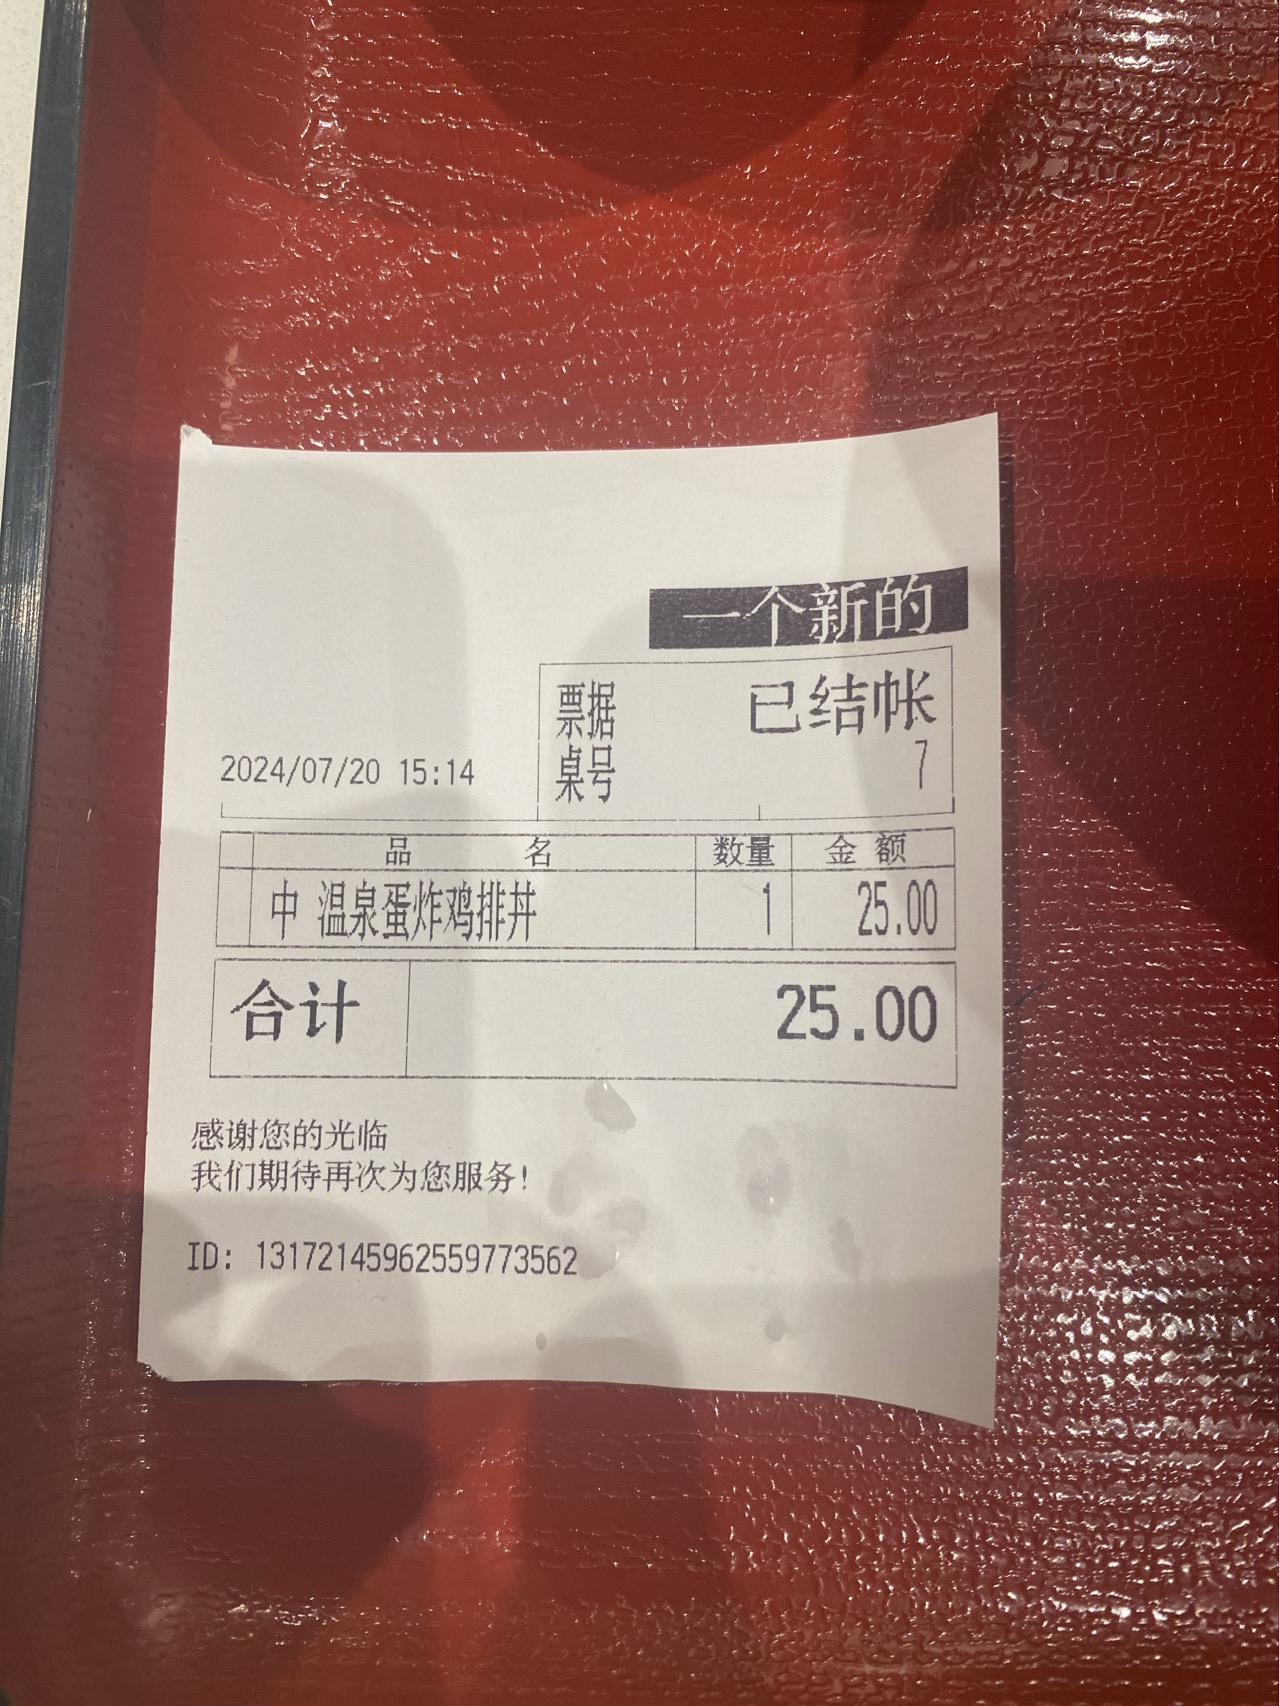 一个新的
票据 已结帐
桌号 7
2024/07/20 15:14
品 名 数量 金 额
中 温泉蛋炸鸡排丼 1 25.00
合计 25.00
感谢您的光临
我们期待再次为您服务!
ID: 13172145962559773562